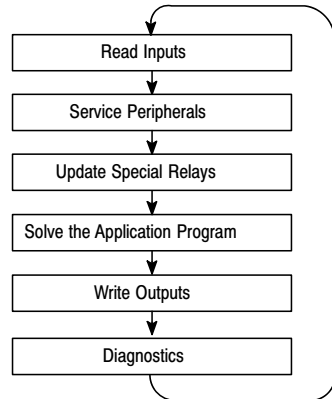 Read Inputs
Service Peripherals
Update Special Relays
Solve the Application Program
Write Outputs
Diagnostics